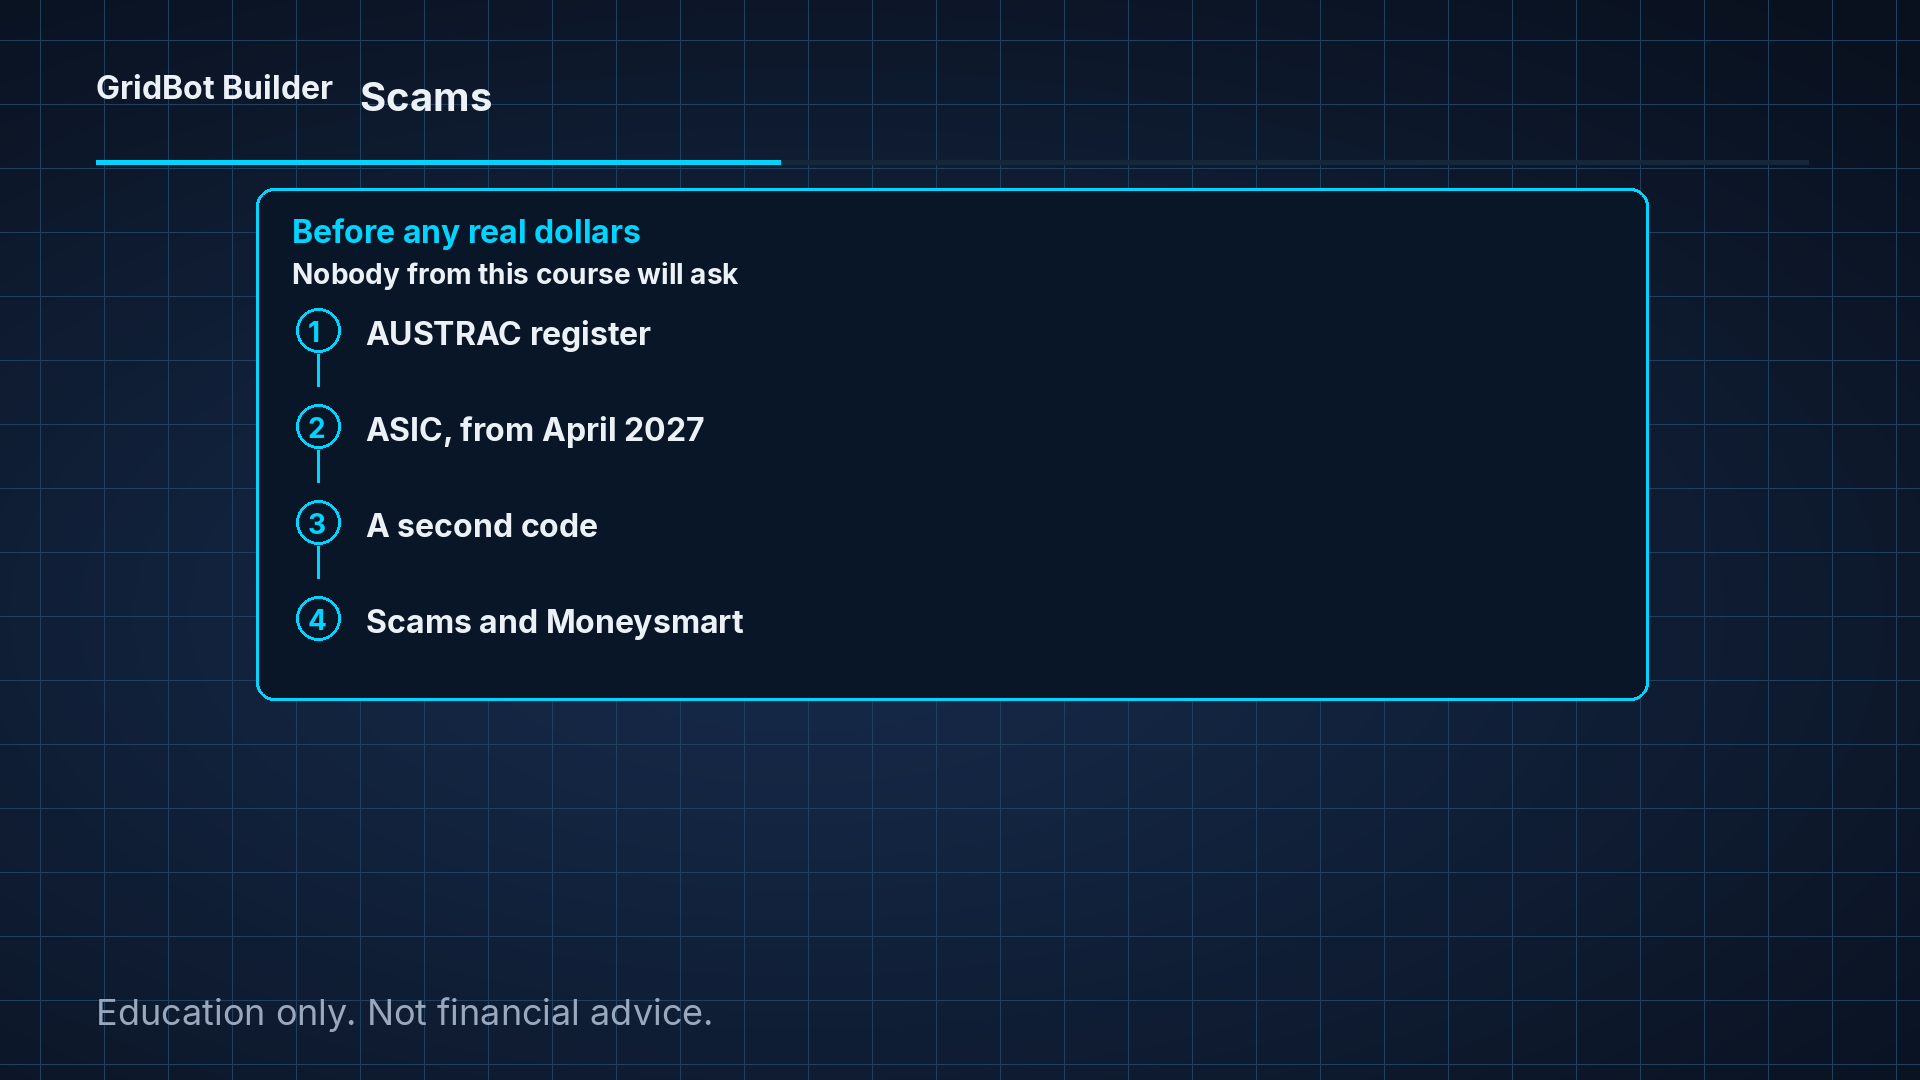 GridBot Builder
Scams
Before any real dollars
Nobody from this course will ask
1 AUSTRAC register
2 ASIC, from April 2027
3 A second code
4 Scams and Moneysmart
Education only. Not financial advice.